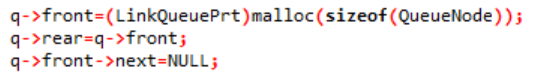 q->front=(LinkQueuePrt)malloc(sizeof(QueueNode));
q->rear=q->front;
q->front->next=NULL;